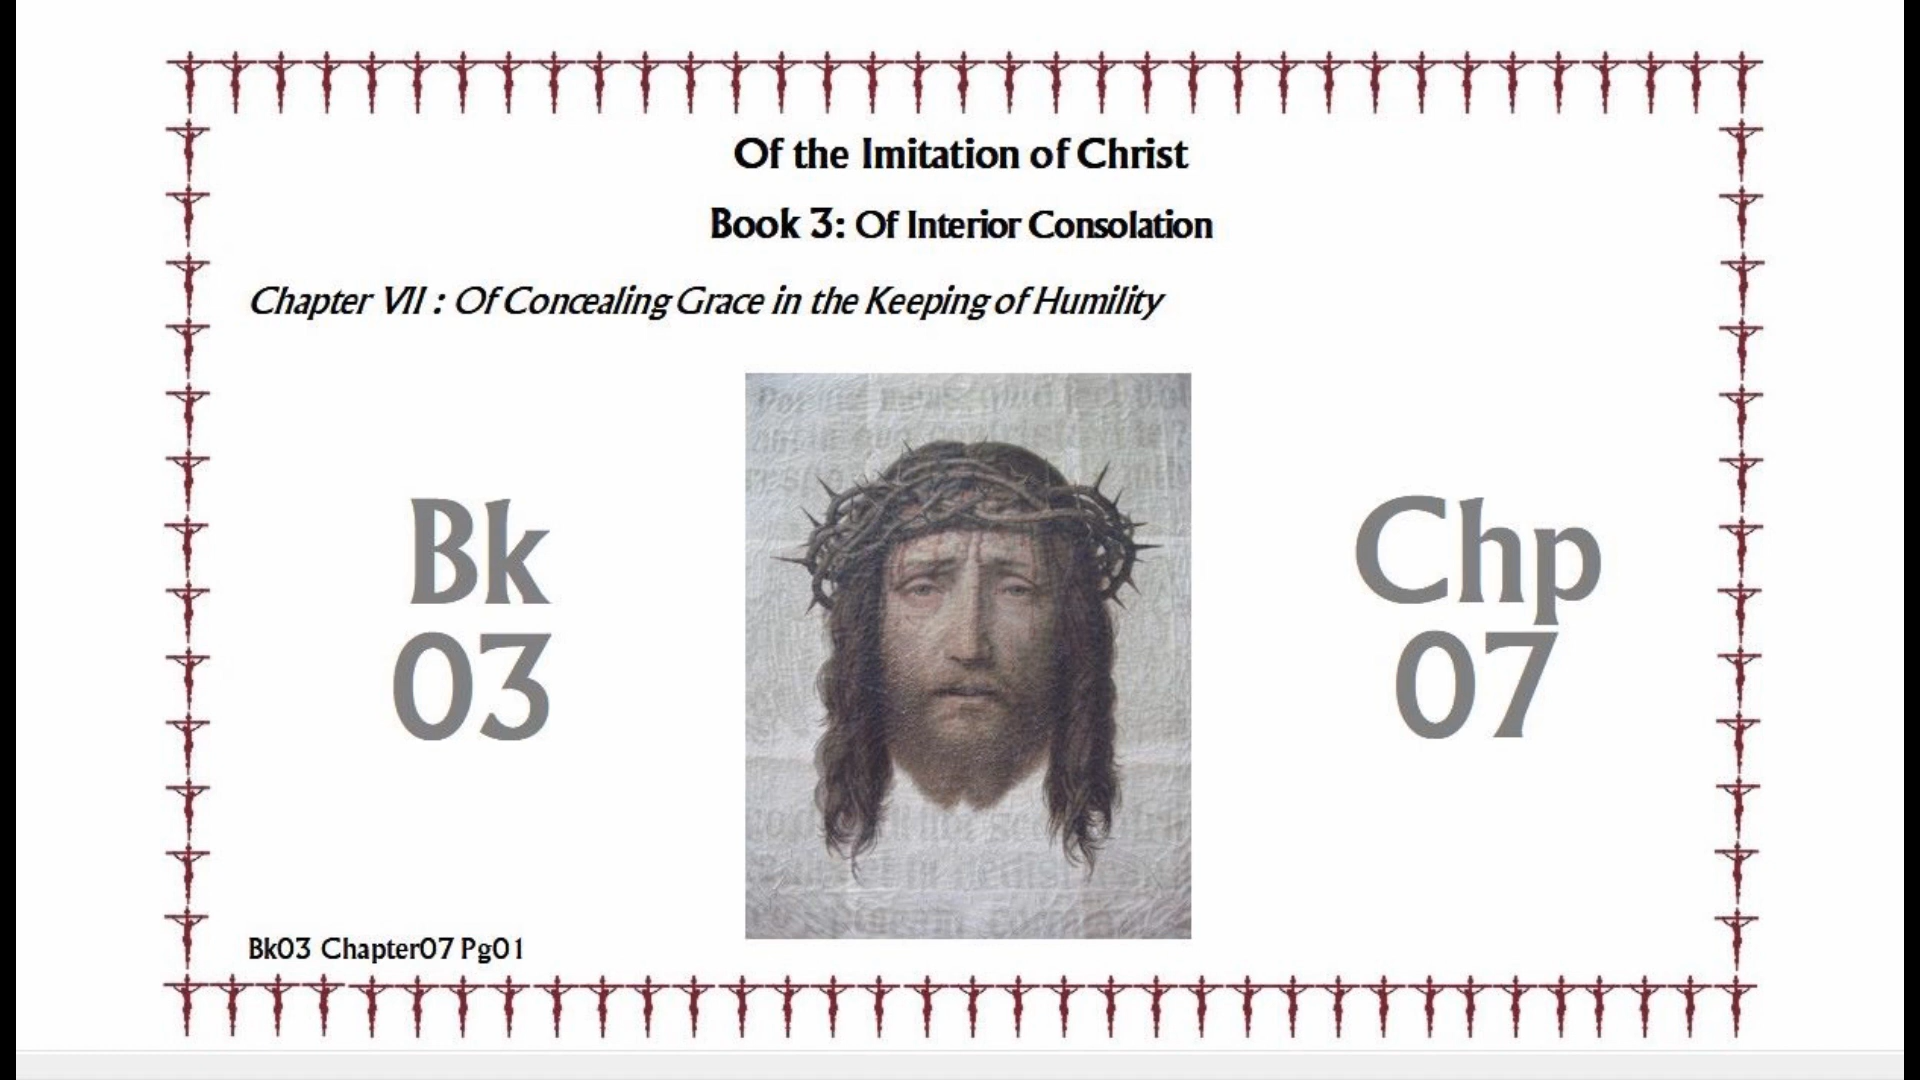 Of the Imitation of Christ
Book 3: Of Interior Consolation
Chapter VII : Of Concealing Grace in the Keeping of Humility
Bk
03
Chp
07
Bk03 Chapter07 Pg01